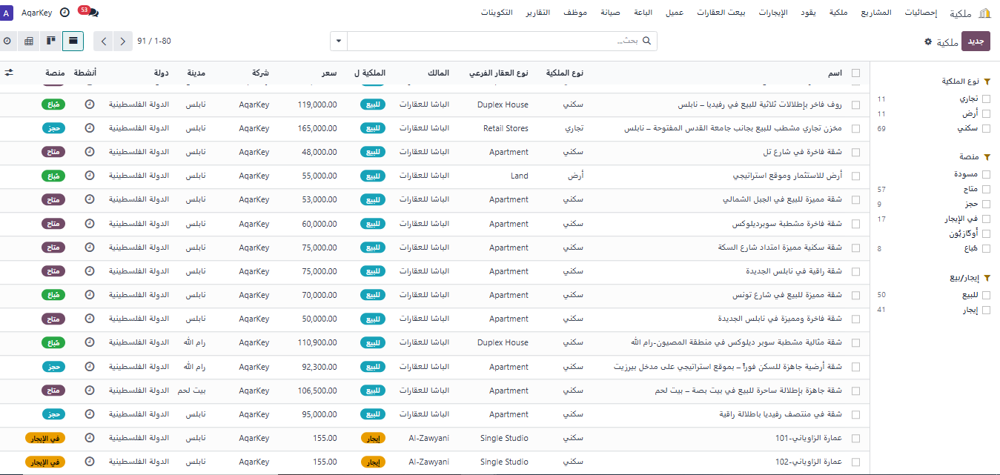 ملكية إحصائيات المشاريع ملكية يقود الإيجارات بيعت العقارات عميل الباعة صيانة موظف التقارير التكوينات 53 AqarKey A
جديد ملكية بحث... 91 / 1-80
نوع الملكية
تجاري 11
أرض 11
سكني 69
منصة
مسودة
متاح 57
حجز 9
في الإيجار 17
أوكازيُون
مُباع 8
إيجار/بيع
للبيع 50
إيجار 41
اسم نوع الملكية نوع العقار الفرعي المالك الملكية ل سعر شركة مدينة دولة أنشطة منصة
روف فاخر بإطلالات ثلاثية للبيع في رفيديا – نابلس سكني Duplex House الباشا للعقارات للبيع 119,000.00 AqarKey نابلس الدولة الفلسطينية مُباع
مخزن تجاري مشطب للبيع بجانب جامعة القدس المفتوحة – نابلس تجاري Retail Stores الباشا للعقارات للبيع 165,000.00 AqarKey نابلس الدولة الفلسطينية حجز
شقة فاخرة في شارع تل سكني Apartment الباشا للعقارات للبيع 48,000.00 AqarKey نابلس الدولة الفلسطينية متاح
أرض للاستثمار وموقع استراتيجي أرض Land الباشا للعقارات للبيع 55,000.00 AqarKey نابلس الدولة الفلسطينية مُباع
شقة مميزة للبيع في الجبل الشمالي سكني Apartment الباشا للعقارات للبيع 53,000.00 AqarKey نابلس الدولة الفلسطينية متاح
شقة فاخرة مشطبة سوبرديلوكس سكني Apartment الباشا للعقارات للبيع 60,000.00 AqarKey نابلس الدولة الفلسطينية متاح
شقة سكنية مميزة امتداد شارع السكة سكني Apartment الباشا للعقارات للبيع 75,000.00 AqarKey نابلس الدولة الفلسطينية متاح
شقة راقية في نابلس الجديدة سكني Apartment الباشا للعقارات للبيع 75,000.00 AqarKey نابلس الدولة الفلسطينية متاح
شقة مميزة للبيع في شارع تونس سكني Apartment الباشا للعقارات للبيع 70,000.00 AqarKey نابلس الدولة الفلسطينية مُباع
شقة فاخرة ومميزة في نابلس الجديدة سكني Apartment الباشا للعقارات للبيع 50,000.00 AqarKey نابلس الدولة الفلسطينية متاح
شقة مثالية مشطبة سوبر ديلوكس في منطقة المصيون-رام الله سكني Duplex House الباشا للعقارات للبيع 110,900.00 AqarKey رام الله الدولة الفلسطينية مُباع
شقة أرضية جاهزة للسكن فوراً – بموقع استراتيجي على مدخل بيرزيت سكني Apartment الباشا للعقارات للبيع 92,300.00 AqarKey رام الله الدولة الفلسطينية حجز
شقة جاهزة بإطلالة ساحرة للبيع في بيت بصة – بيت لحم سكني Apartment الباشا للعقارات للبيع 106,500.00 AqarKey بيت لحم الدولة الفلسطينية متاح
شقة في منتصف رفيديا باطلالة راقية سكني Apartment الباشا للعقارات للبيع 95,000.00 AqarKey نابلس الدولة الفلسطينية حجز
عمارة الزاوياني-101 سكني Single Studio Al-Zawyani إيجار 155.00 AqarKey نابلس الدولة الفلسطينية في الإيجار
عمارة الزاوياني-102 سكني Single Studio Al-Zawyani إيجار 155.00 AqarKey نابلس الدولة الفلسطينية في الإيجار